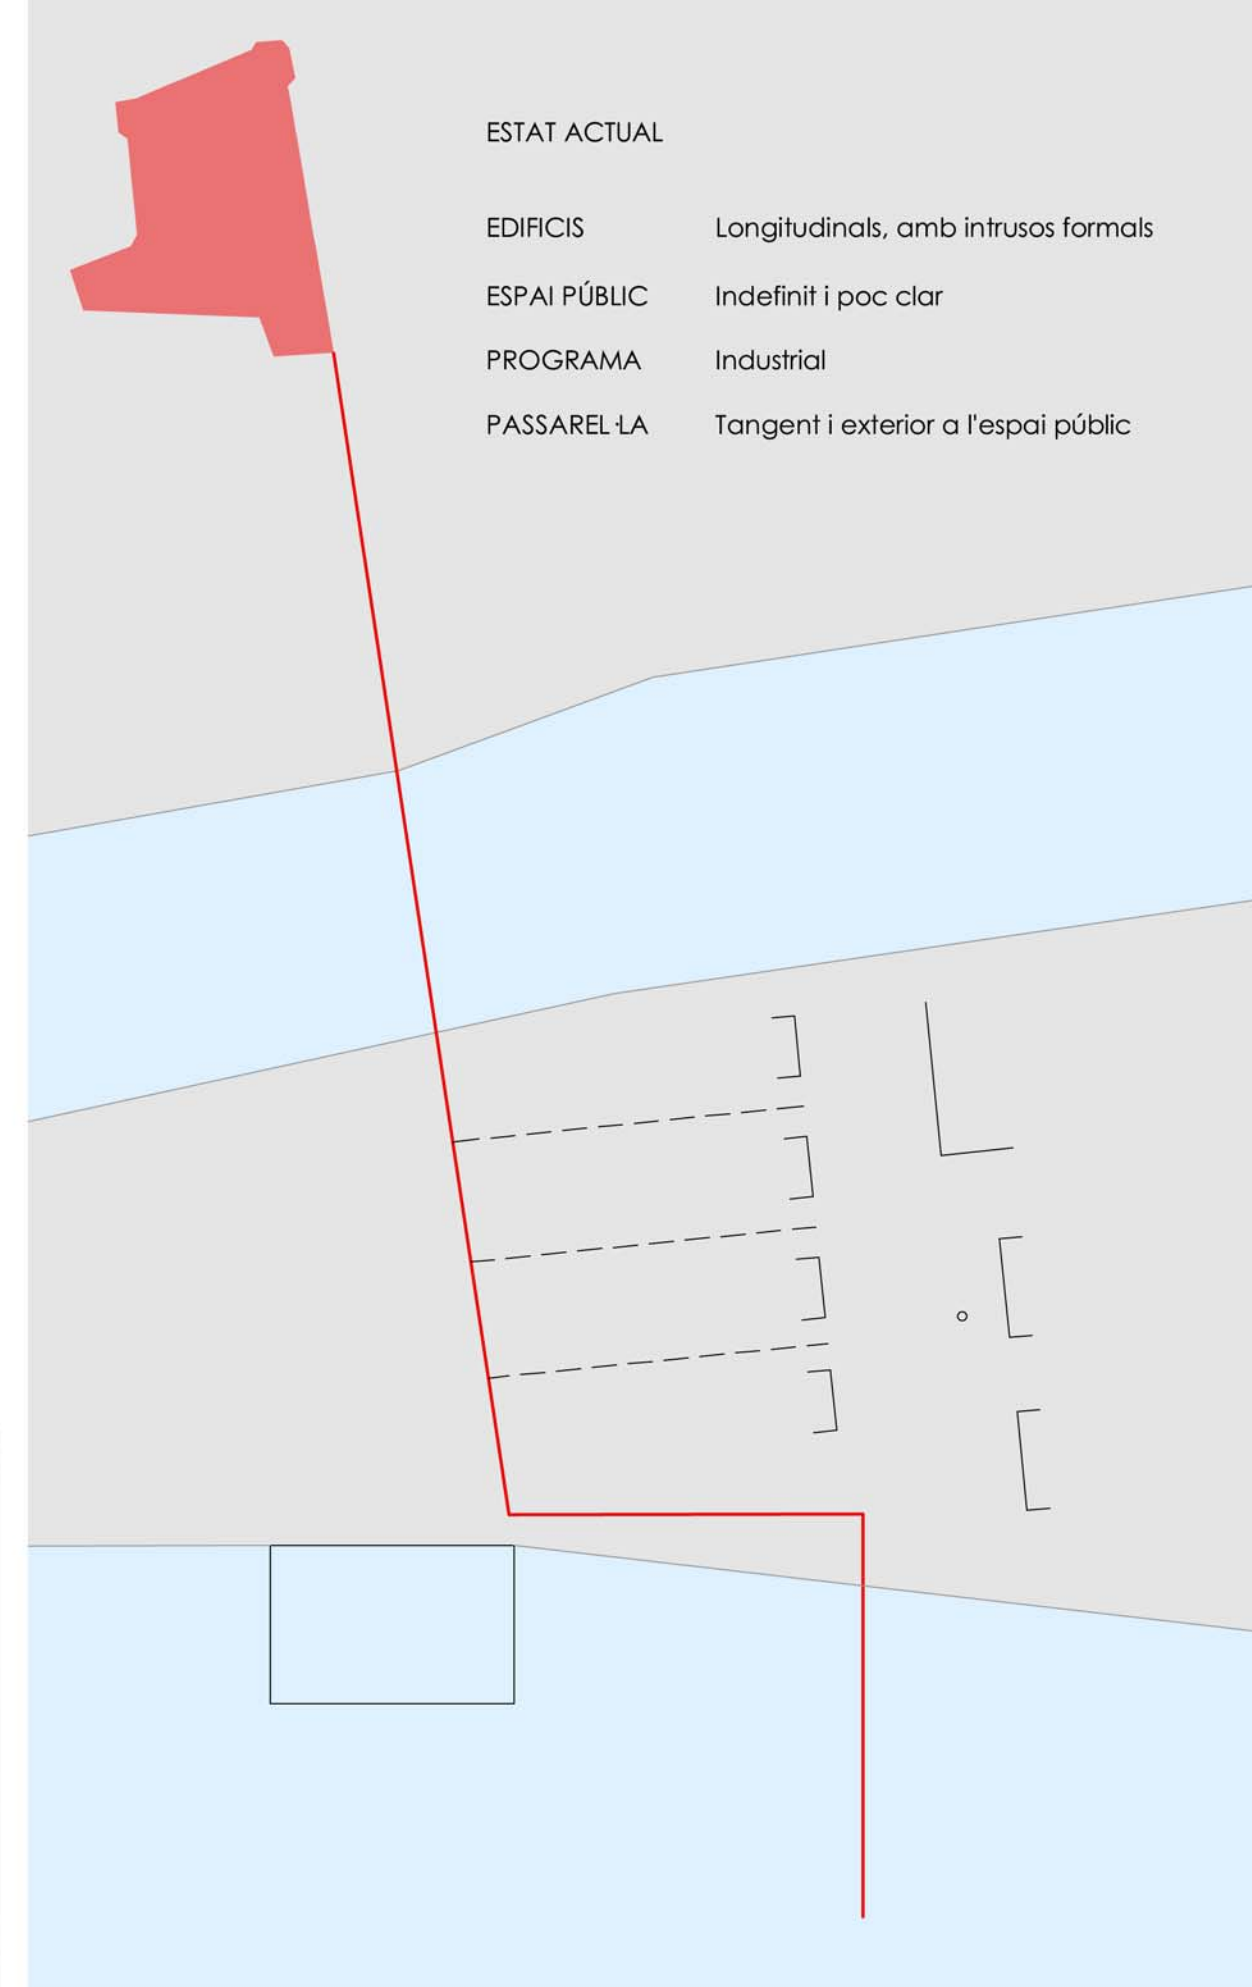 ESTAT ACTUAL
EDIFICIS Longitudinals, amb intrusos formals
ESPAI PÚBLIC Indefinit i poc clar
PROGRAMA Industrial
PASSAREL·LA Tangent i exterior a l'espai públic